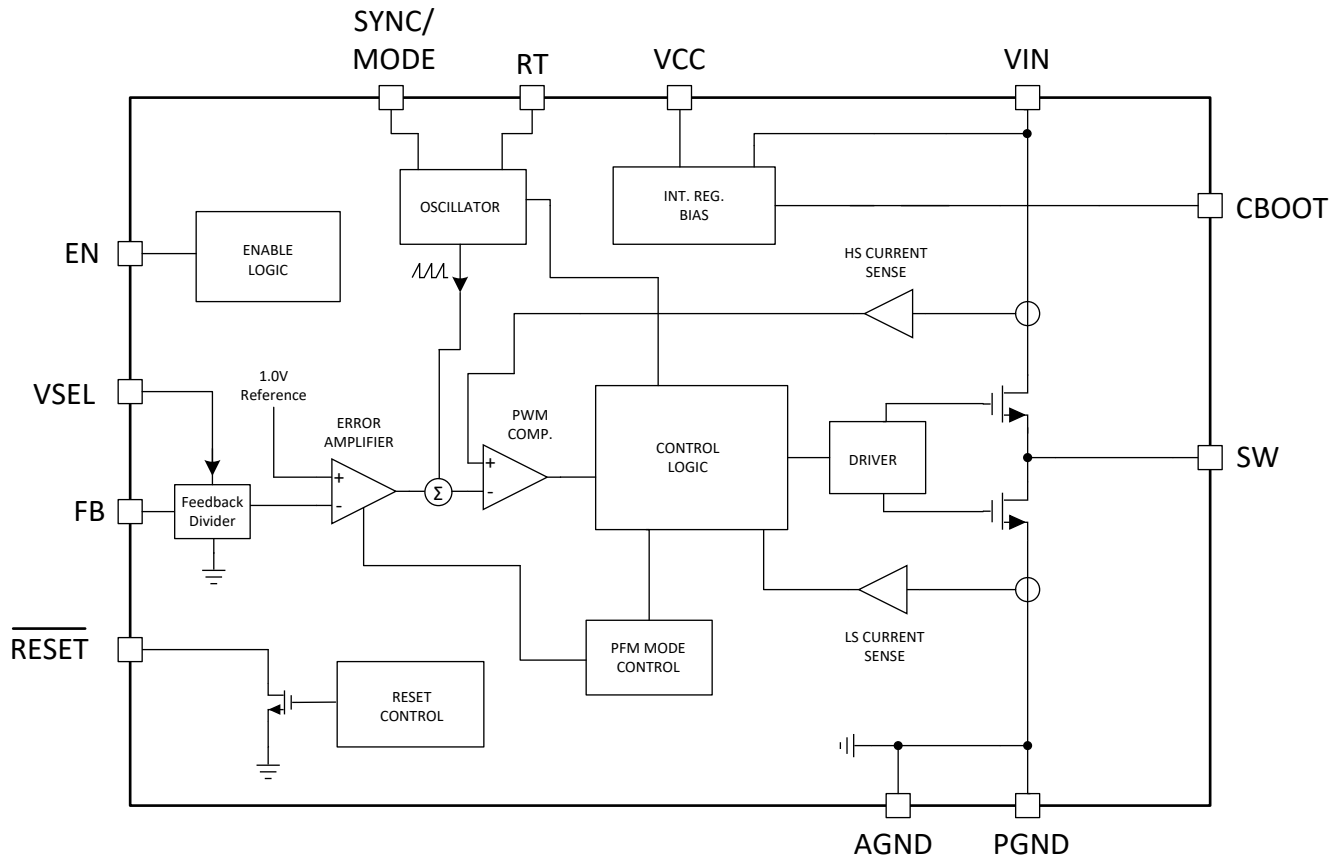 SYNC/
MODE
RT
VCC
VIN
OSCILLATOR
INT. REG.
BIAS
CBOOT
EN
ENABLE
LOGIC
HS CURRENT
SENSE
VSEL
1.0V
Reference
ERROR
AMPLIFIER
PWM
COMP.
CONTROL
LOGIC
DRIVER
SW
+
-
Σ
+
-
FB
Feedback
Divider
RESET
PFM MODE
CONTROL
LS CURRENT
SENSE
RESET
CONTROL
AGND
PGND